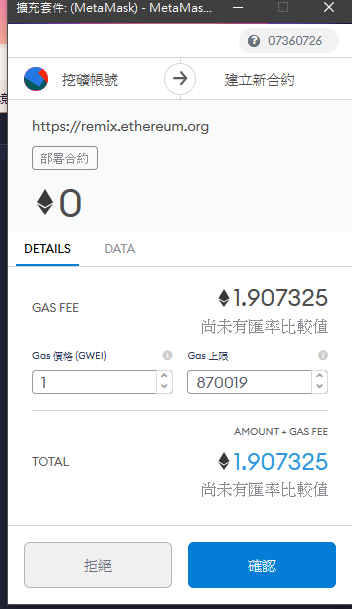 擴充套件: (MetaMask) - MetaMas...
07360726
挖礦帳號
建立新合約
https://remix.ethereum.org
部署合約
0
DETAILS
DATA
GAS FEE
1.907325
尚未有匯率比較值
Gas 價格 (GWEI)
Gas 上限
1
870019
AMOUNT + GAS FEE
TOTAL
1.907325
尚未有匯率比較值
拒絕
確認